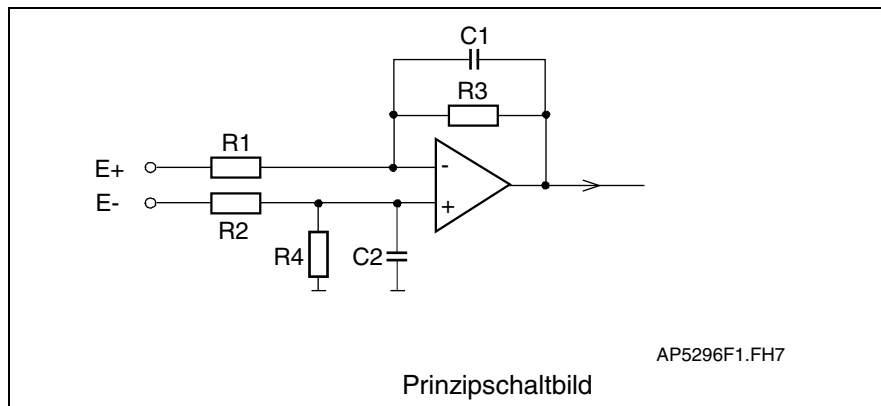 C1
R3
R1
E+
-
E-
+
R2
R4
C2
AP5296F1.FH7
Prinzipschaltbild